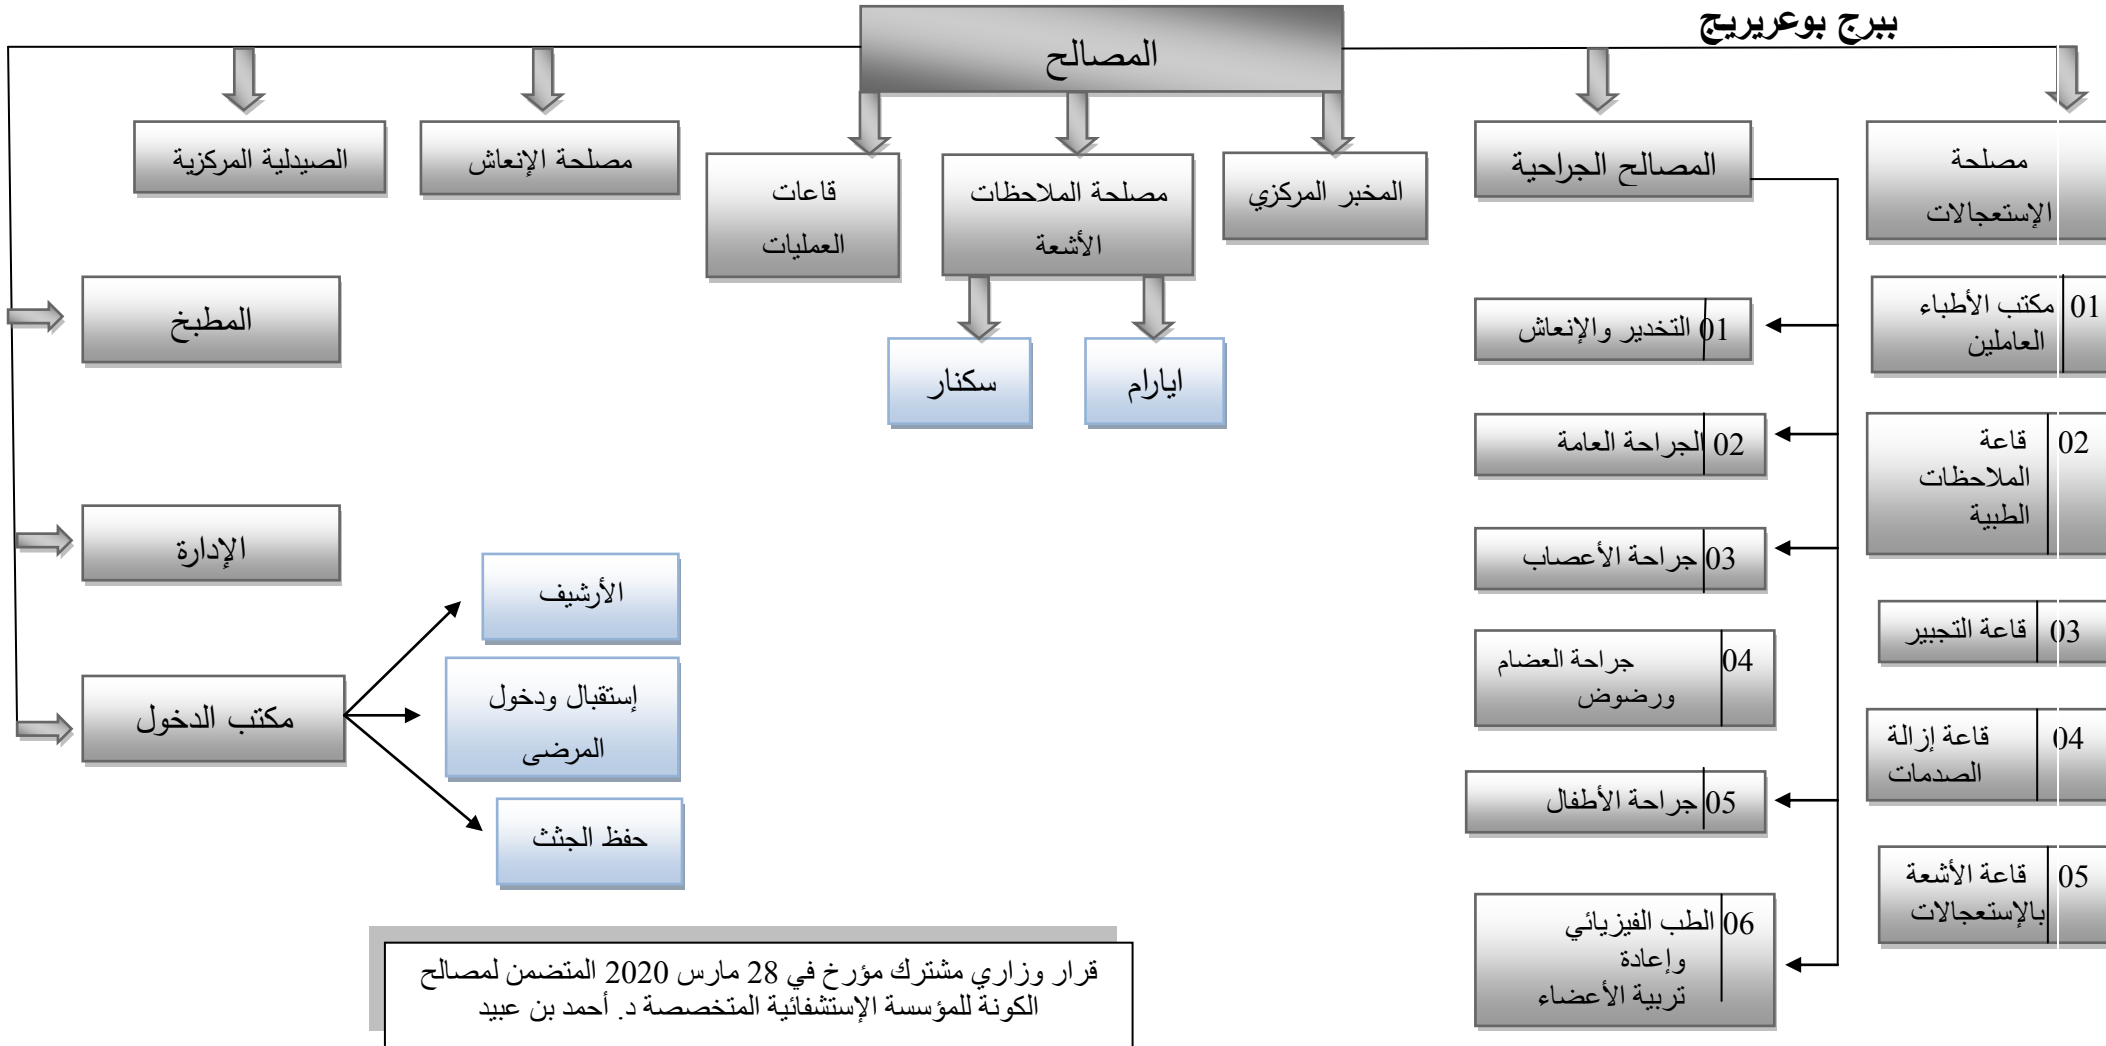 ببرج بوعريريج
المصالح
مصلحة
الإستعجالات
01 مكتب الأطباء
العاملين
02 قاعة
الملاحظات
الطبية
03 قاعة التجبير
04 قاعة إزالة
الصدمات
05 قاعة الأشعة
بالإستعجالات
المصالح الجراحية
01 التخدير والإنعاش
02 الجراحة العامة
03 جراحة الأعصاب
04 جراحة العضام
ورضوض
05 جراحة الأطفال
06 الطب الفيزيائي
وإعادة
تربية الأعضاء
المخبر المركزي
مصلحة الملاحظات
الأشعة
ايارام
سكنار
قاعات
العمليات
مصلحة الإنعاش
الصيدلية المركزية
المطبخ
الإدارة
مكتب الدخول
الأرشيف
إستقبال ودخول
المرضى
حفظ الجثث
قرار وزاري مشترك مؤرخ في 28 مارس 2020 المتضمن لمصالح
الكونة للمؤسسة الإستشفائية المتخصصة د. أحمد بن عبيد